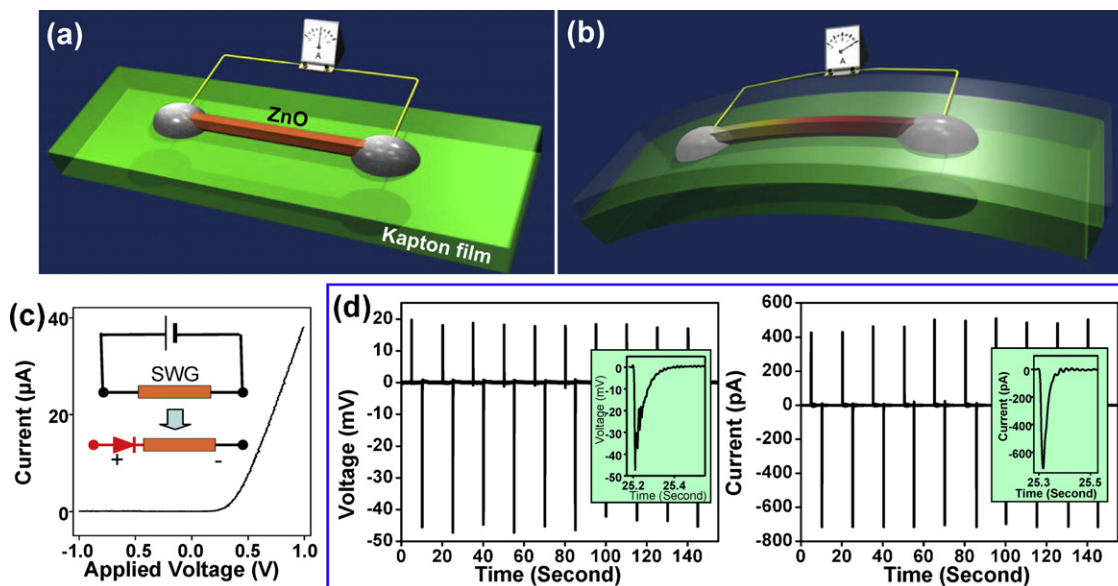 (a)
A
ZnO
Kapton film
(b)
A
(c)
40
20
0
Current (µA)
SWG
+ -
-1.0 0.5 0.0 0.5 1.0
Applied Voltage (V)
(d)
20
10
0
-10
-20
-30
-40
-50
Voltage (mV)
0 20 40 60 80 100 120 140
Time (Second)
0
-10
-20
-30
-40
-50
Voltage (mV)
25.2 25.4
Time (Second)
600
400
200
0
-200
-400
-600
-800
Current (pA)
0 20 40 60 80 100 120 140
Time (Second)
0
-200
-400
-600
Current (pA)
25.3 25.5
Time (Second)